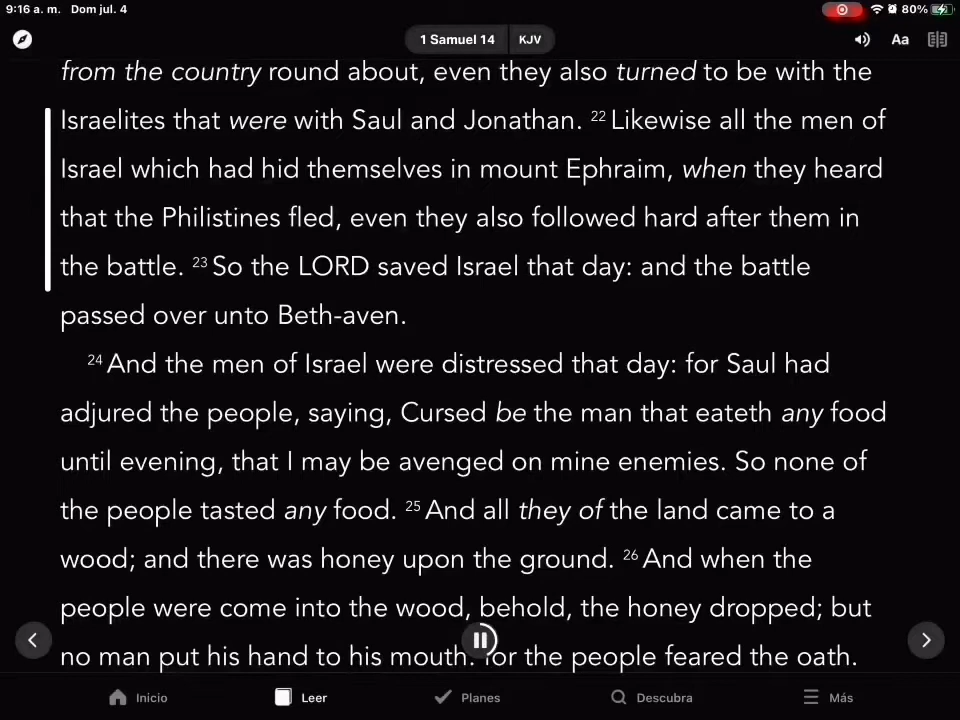 9:16 a. m. Dom jul. 4
80%
1 Samuel 14 KJV
Aa
from the country round about, even they also turned to be with the
Israelites that were with Saul and Jonathan. 22 Likewise all the men of
Israel which had hid themselves in mount Ephraim, when they heard
that the Philistines fled, even they also followed hard after them in
the battle. 23 So the LORD saved Israel that day: and the battle
passed over unto Beth-aven.
24 And the men of Israel were distressed that day: for Saul had
adjured the people, saying, Cursed be the man that eateth any food
until evening, that I may be avenged on mine enemies. So none of
the people tasted any food. 25 And all they of the land came to a
wood; and there was honey upon the ground. 26 And when the
people were come into the wood, behold, the honey dropped; but
no man put his hand to his mouth: for the people feared the oath.
Inicio Leer Planes Descubra Más